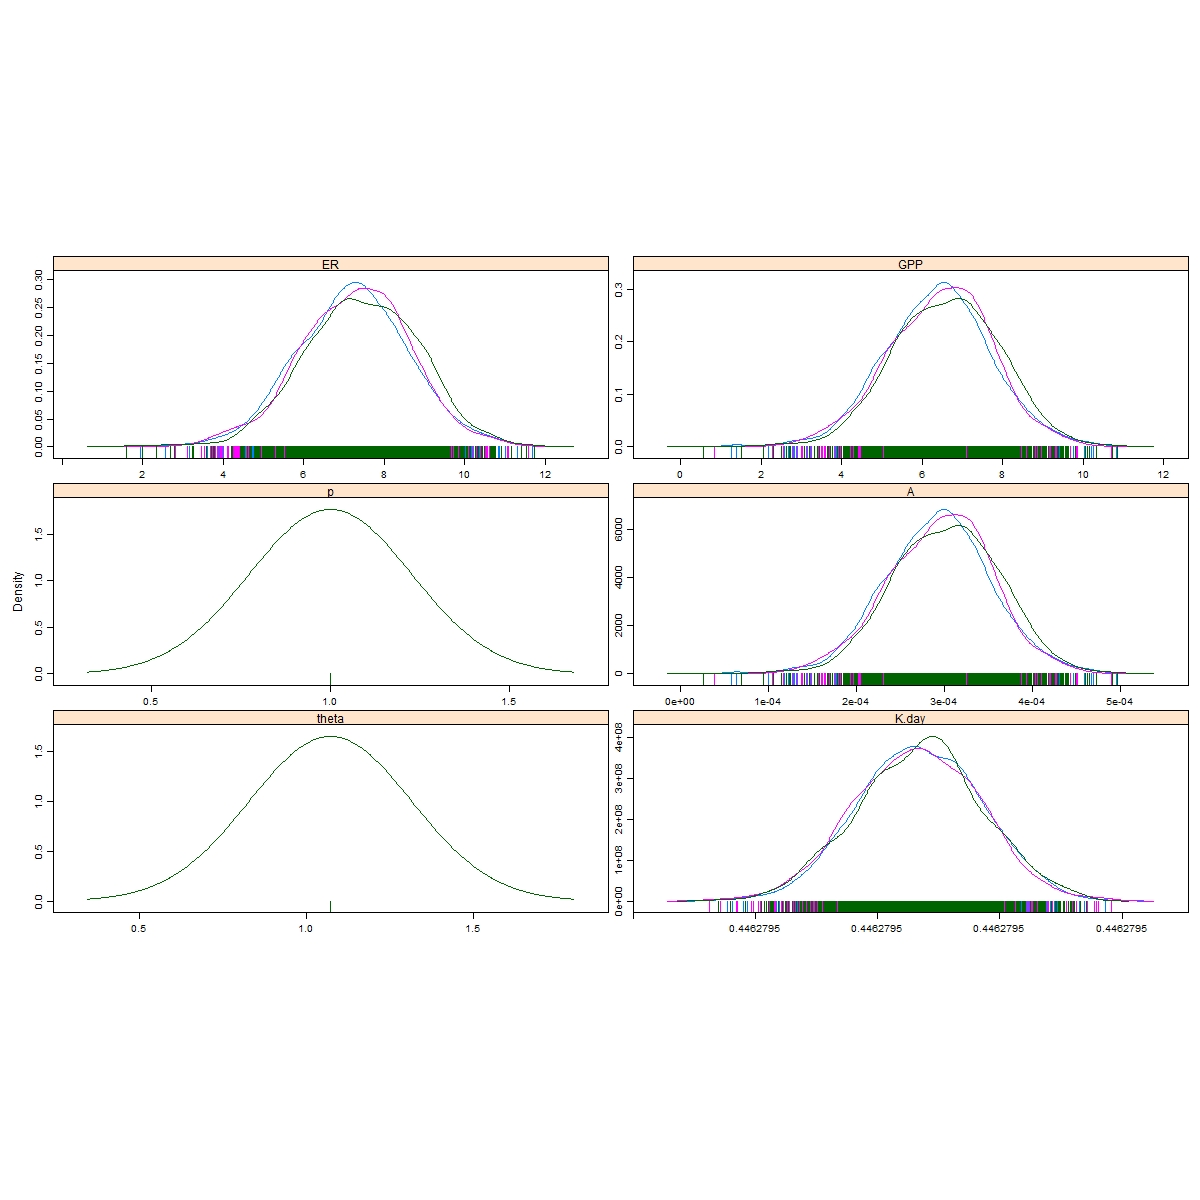 ER
0.00 0.05 0.10 0.15 0.20 0.25 0.30
2 4 6 8 10 12
GPP
0.0 0.1 0.2 0.3
0 2 4 6 8 10 12
Density
p
0.0 0.5 1.0 1.5
0.5 1.0 1.5
A
0 2000 4000 6000
0e+00 1e-04 2e-04 3e-04 4e-04 5e-04
theta
0.0 0.5 1.0 1.5
0.5 1.0 1.5
K.day
0e+00 1e+08 2e+08 3e+08 4e+08
0.4462795 0.4462795 0.4462795 0.4462795